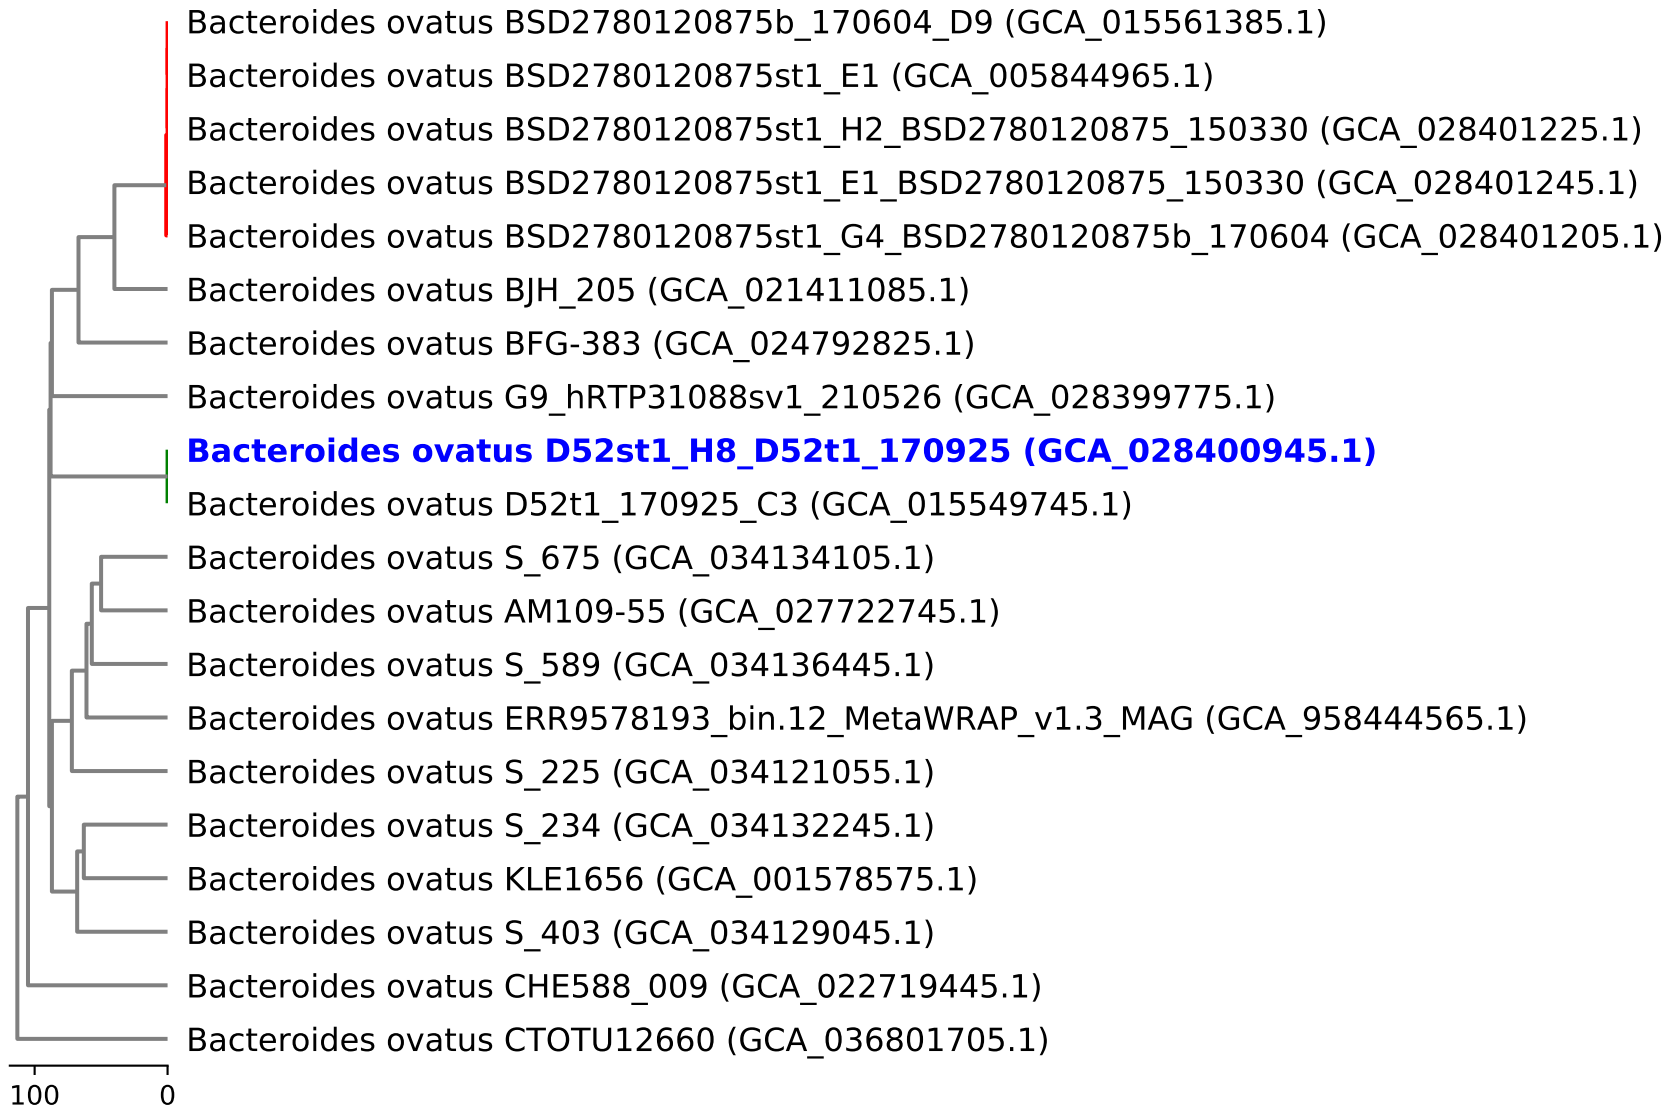 Bacteroides ovatus BSD2780120875b_170604_D9 (GCA_015561385.1)
Bacteroides ovatus BSD2780120875st1_E1 (GCA_005844965.1)
Bacteroides ovatus BSD2780120875st1_H2_BSD2780120875_150330 (GCA_028401225.1)
Bacteroides ovatus BSD2780120875st1_E1_BSD2780120875_150330 (GCA_028401245.1)
Bacteroides ovatus BSD2780120875st1_G4_BSD2780120875b_170604 (GCA_028401205.1)
Bacteroides ovatus BJH_205 (GCA_021411085.1)
Bacteroides ovatus BFG-383 (GCA_024792825.1)
Bacteroides ovatus G9_hRTP31088sv1_210526 (GCA_028399775.1)
Bacteroides ovatus D52st1_H8_D52t1_170925 (GCA_028400945.1)
Bacteroides ovatus D52t1_170925_C3 (GCA_015549745.1)
Bacteroides ovatus S_675 (GCA_034134105.1)
Bacteroides ovatus AM109-55 (GCA_027722745.1)
Bacteroides ovatus S_589 (GCA_034136445.1)
Bacteroides ovatus ERR9578193_bin.12_MetaWRAP_v1.3_MAG (GCA_958444565.1)
Bacteroides ovatus S_225 (GCA_034121055.1)
Bacteroides ovatus S_234 (GCA_034132245.1)
Bacteroides ovatus KLE1656 (GCA_001578575.1)
Bacteroides ovatus S_403 (GCA_034129045.1)
Bacteroides ovatus CHE588_009 (GCA_022719445.1)
Bacteroides ovatus CTOTU12660 (GCA_036801705.1)
100 0